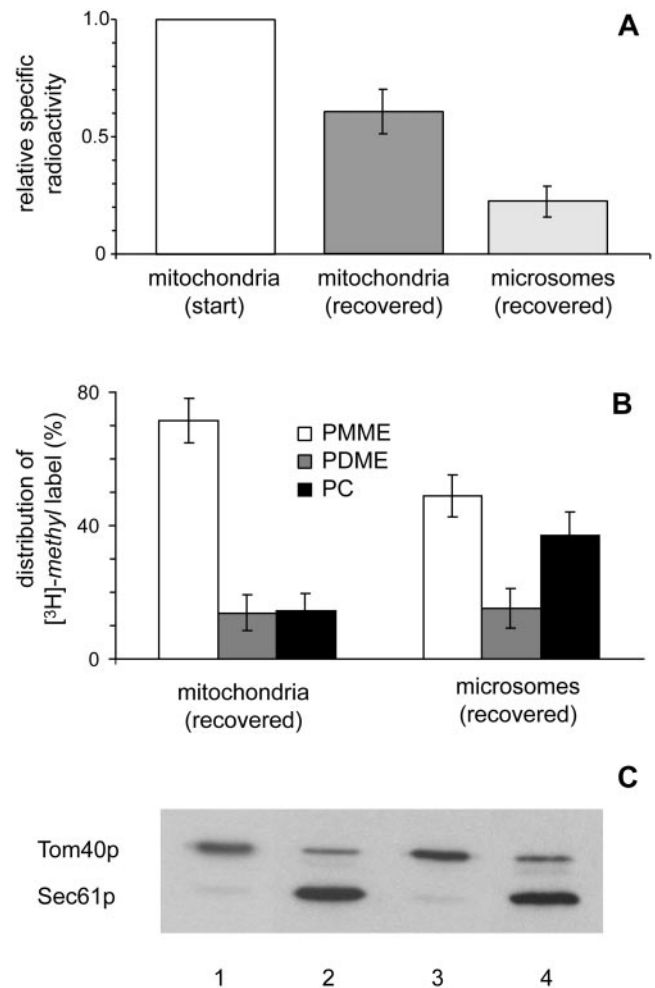 A
relative specific
radioactivity
1.0
0.5
0
mitochondria
(start)
mitochondria
(recovered)
microsomes
(recovered)
B
distribution of
[³H]-methyl label (%)
80
40
0
PMME
PDME
PC
mitochondria
(recovered)
microsomes
(recovered)
C
Tom40p
Sec61p
1 2 3 4